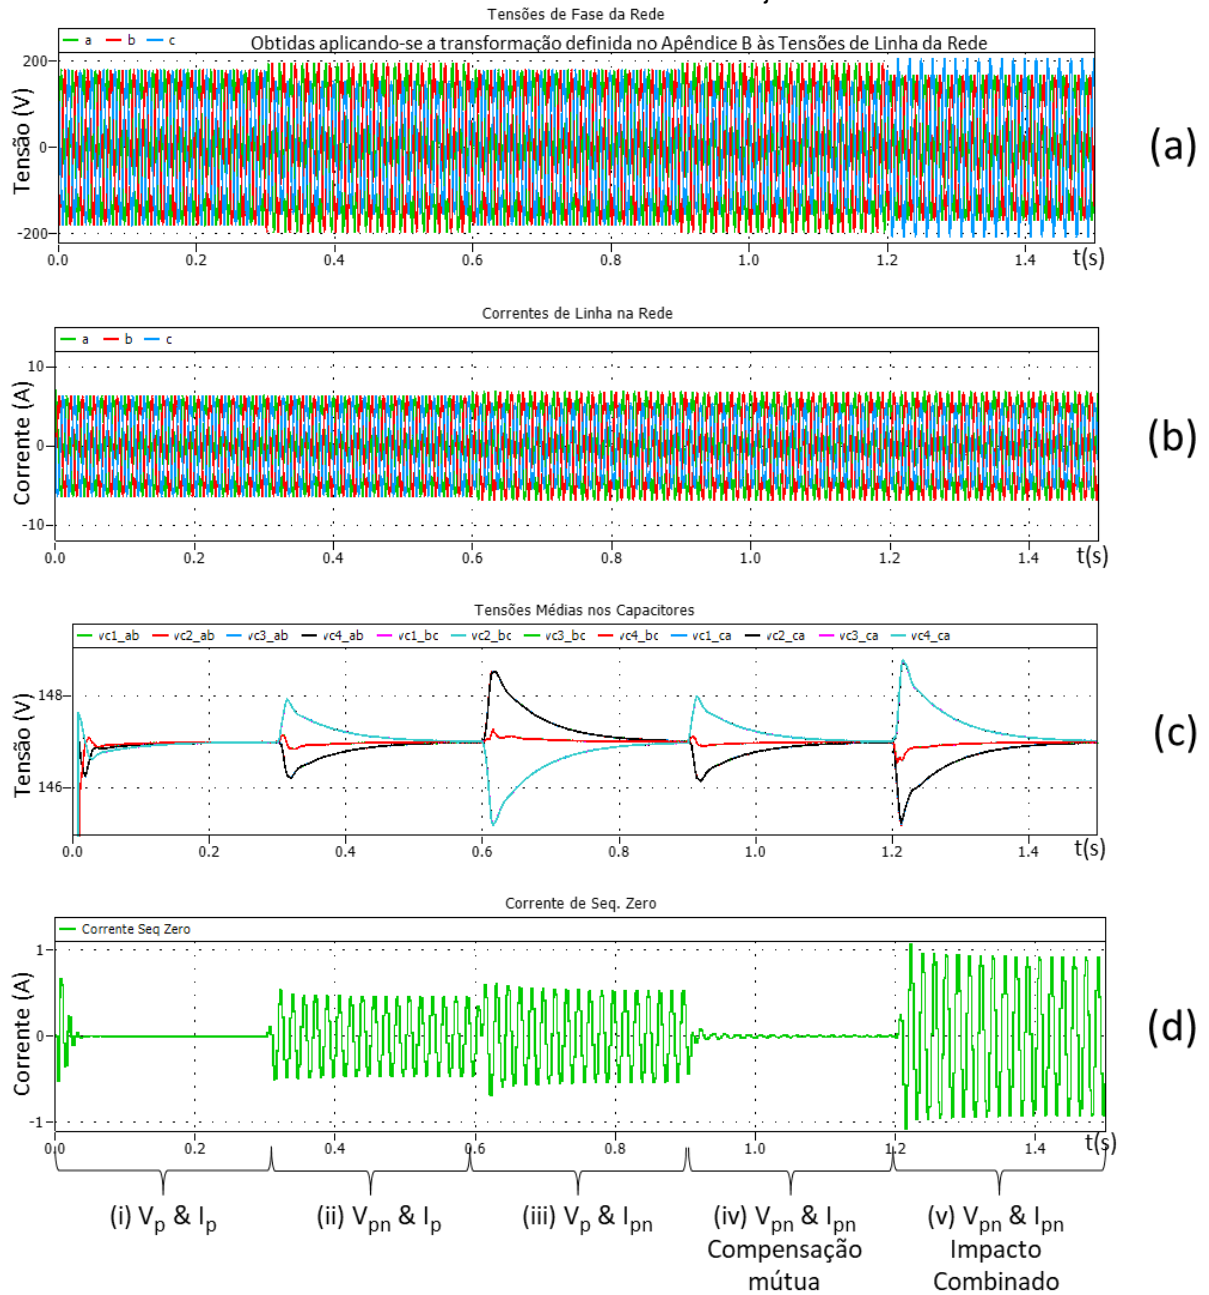 Tensões de Fase da Rede
a b c
Obtidas aplicando-se a transformação definida no Apêndice B às Tensões de Linha da Rede
Tensão (V)
200
0
-200
0.0 0.2 0.4 0.6 0.8 1.0 1.2 1.4 t(s)
(a)
Correntes de Linha na Rede
a b c
Corrente (A)
10
0
-10
0.0 0.2 0.4 0.6 0.8 1.0 1.2 1.4 t(s)
(b)
Tensões Médias nos Capacitores
vc1_ab vc2_ab vc3_ab vc4_ab vc1_bc vc2_bc vc3_bc vc4_bc vc1_ca vc2_ca vc3_ca vc4_ca
Tensão (V)
148
146
0.0 0.2 0.4 0.6 0.8 1.0 1.2 1.4 t(s)
(c)
Corrente de Seq. Zero
Corrente Seq Zero
Corrente (A)
1
0
-1
0.0 0.2 0.4 0.6 0.8 1.0 1.2 1.4 t(s)
(d)
(i) Vp & Ip
(ii) Vpn & Ip
(iii) Vp & Ipn
(iv) Vpn & Ipn
Compensação
mútua
(v) Vpn & Ipn
Impacto
Combinado